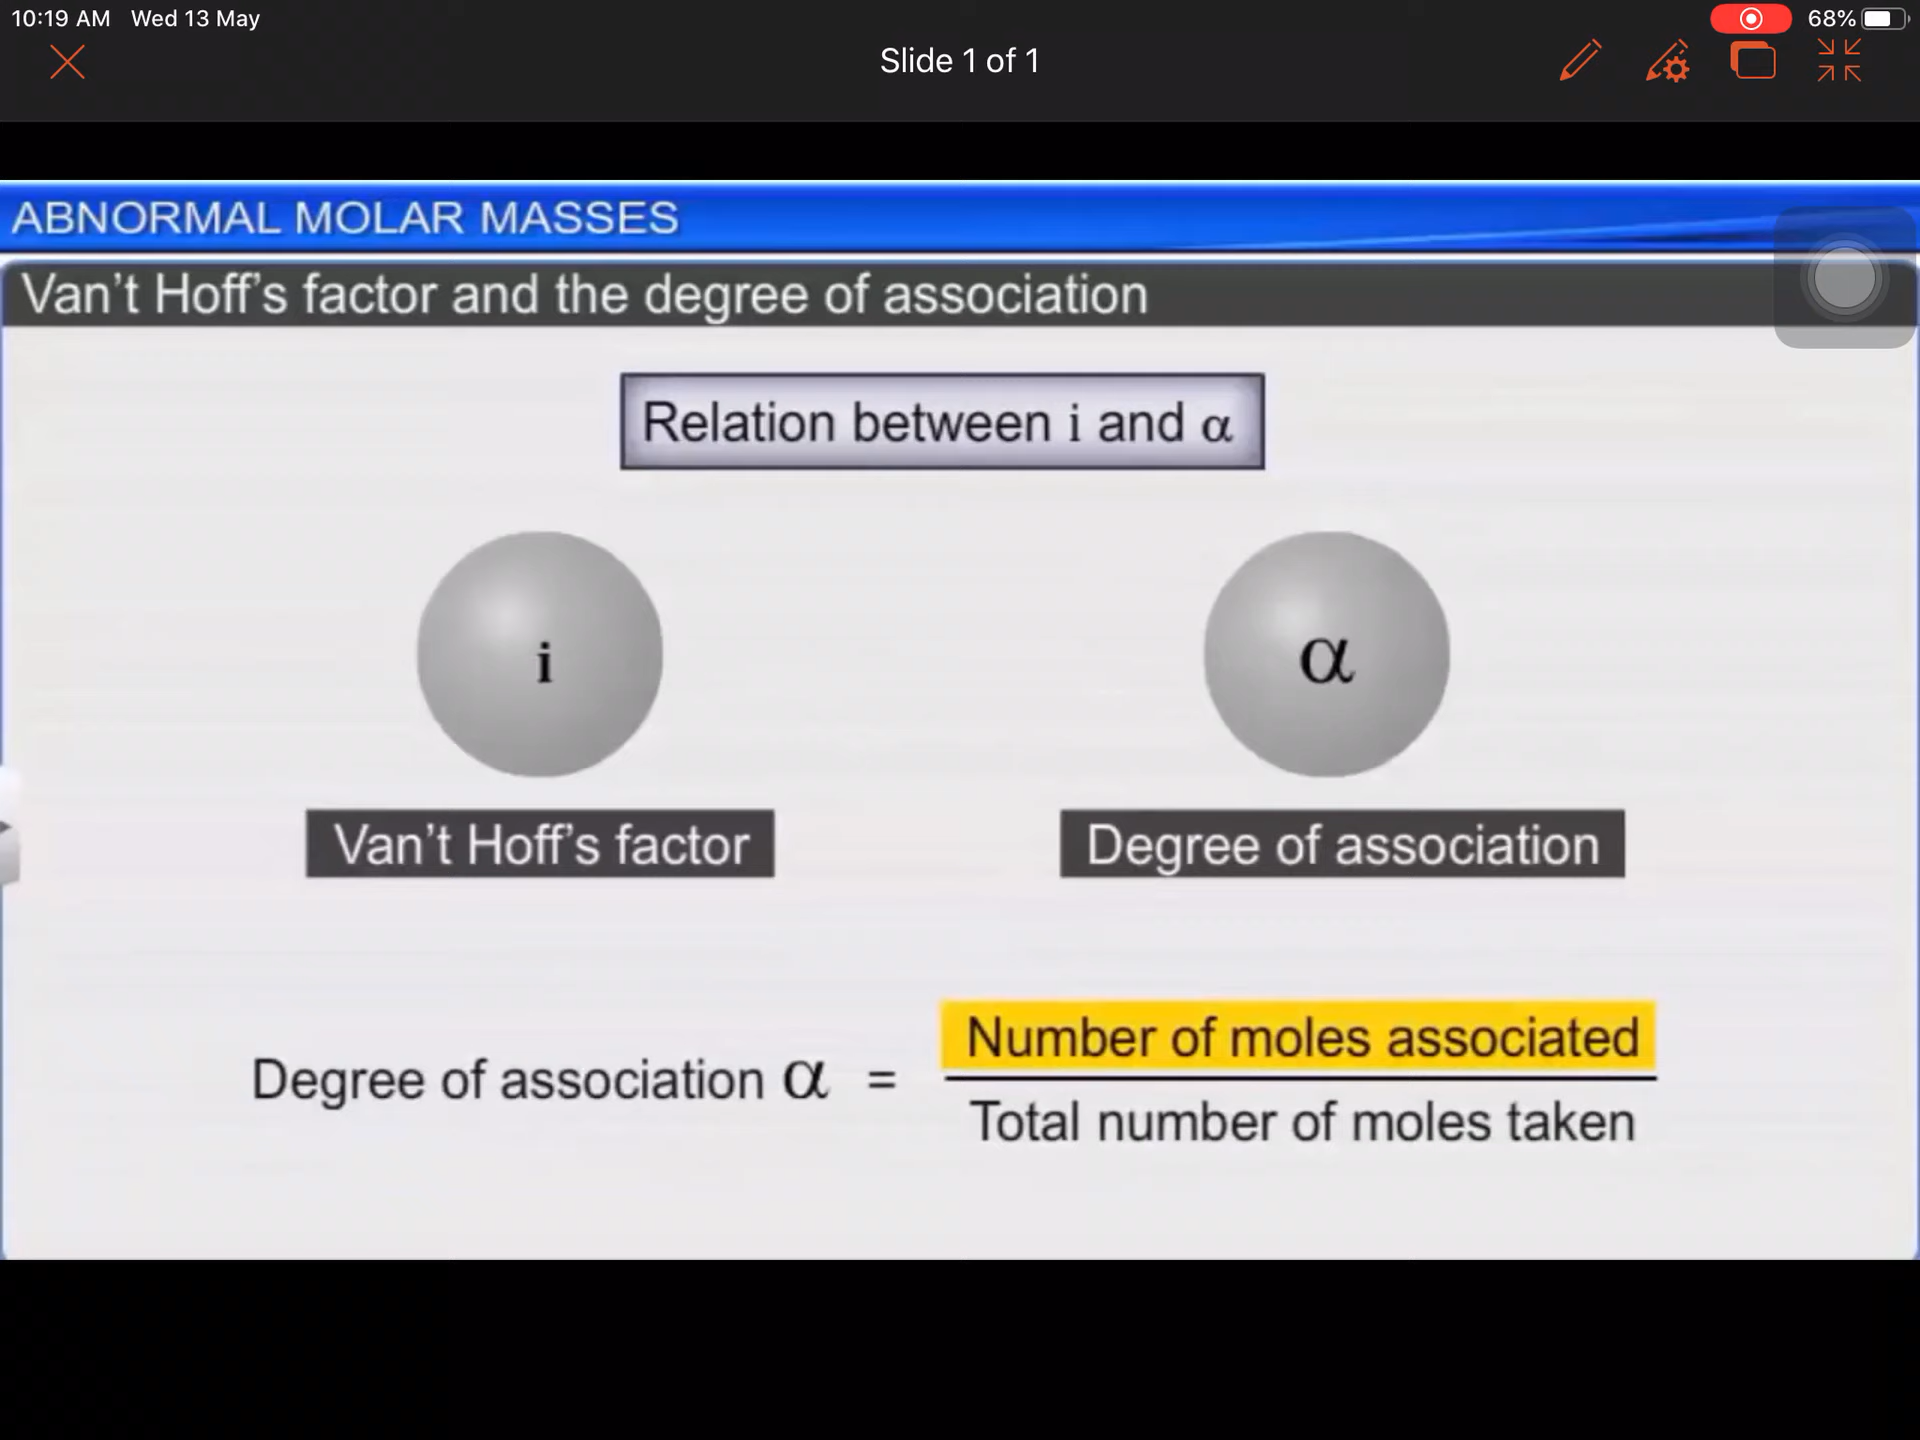 10:19 AM Wed 13 May
68%
Slide 1 of 1
ABNORMAL MOLAR MASSES
Van't Hoff's factor and the degree of association
Relation between i and α
i
α
Van't Hoff's factor
Degree of association
Degree of association α =
Number of moles associated
Total number of moles taken